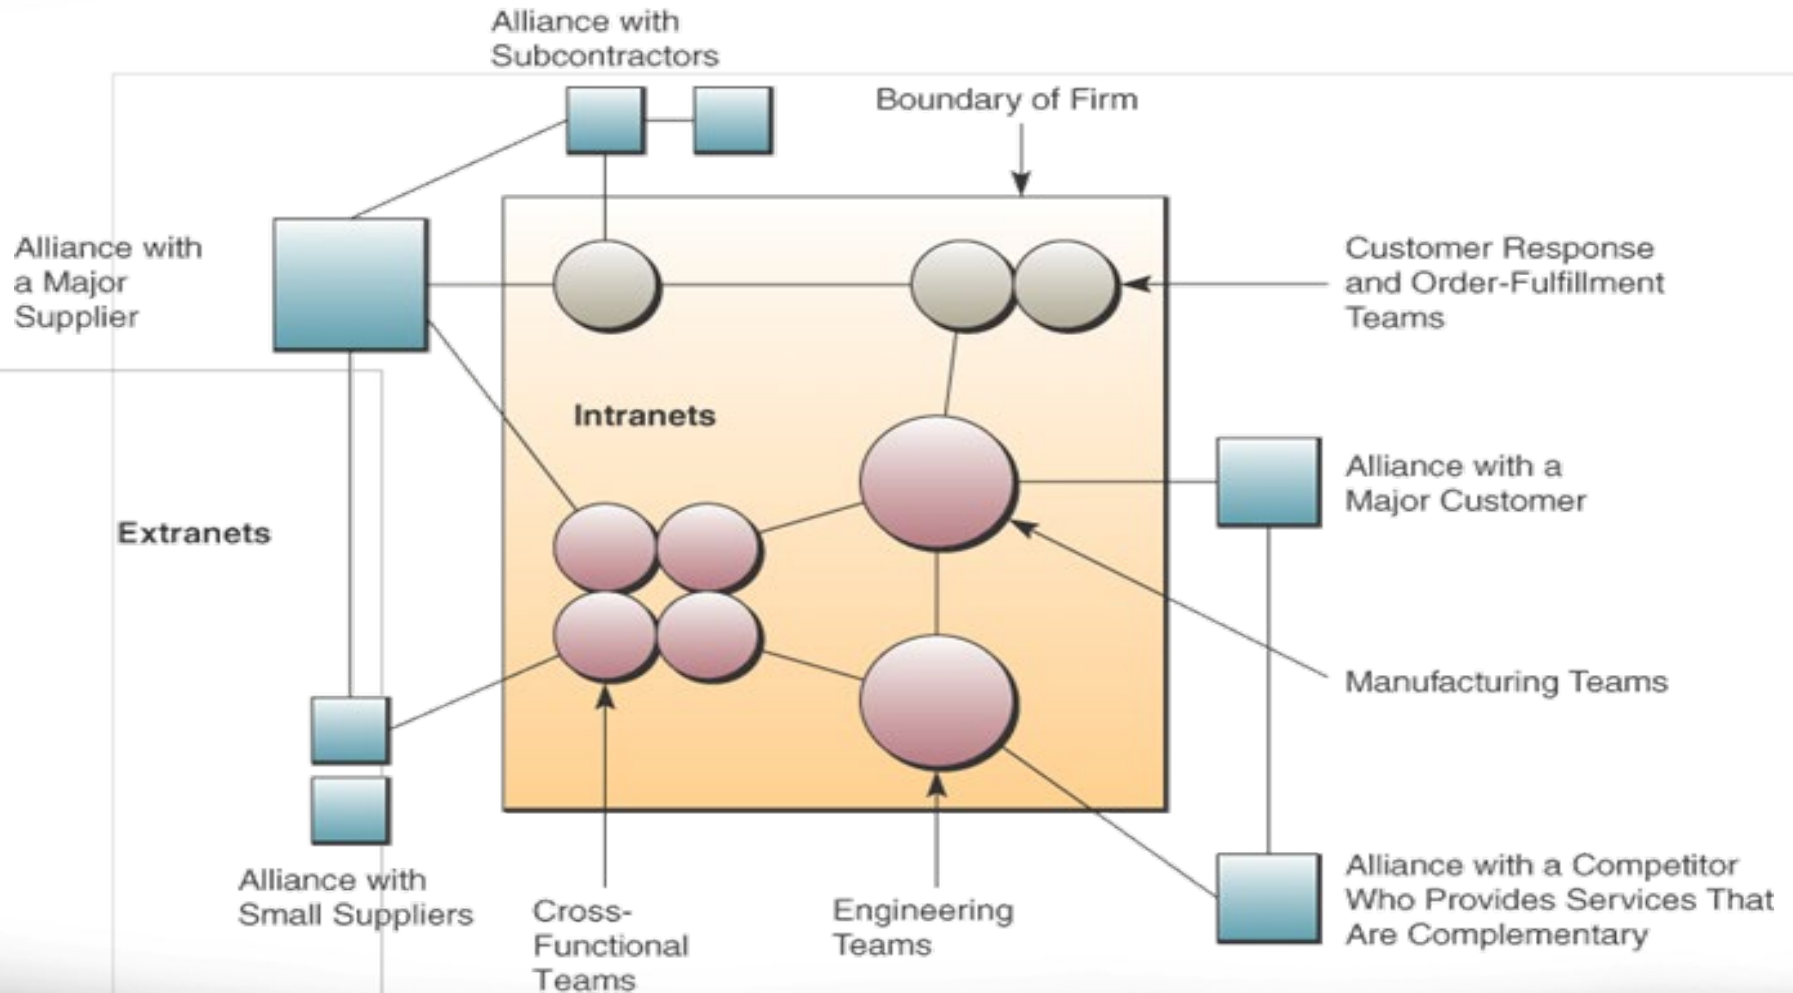 Alliance with
Subcontractors
Boundary of Firm
Alliance with
a Major
Supplier
Customer Response
and Order-Fulfillment
Teams
Intranets
Alliance with a
Major Customer
Extranets
Manufacturing Teams
Alliance with
Small Suppliers
Cross-
Functional
Teams
Engineering
Teams
Alliance with a Competitor
Who Provides Services That
Are Complementary